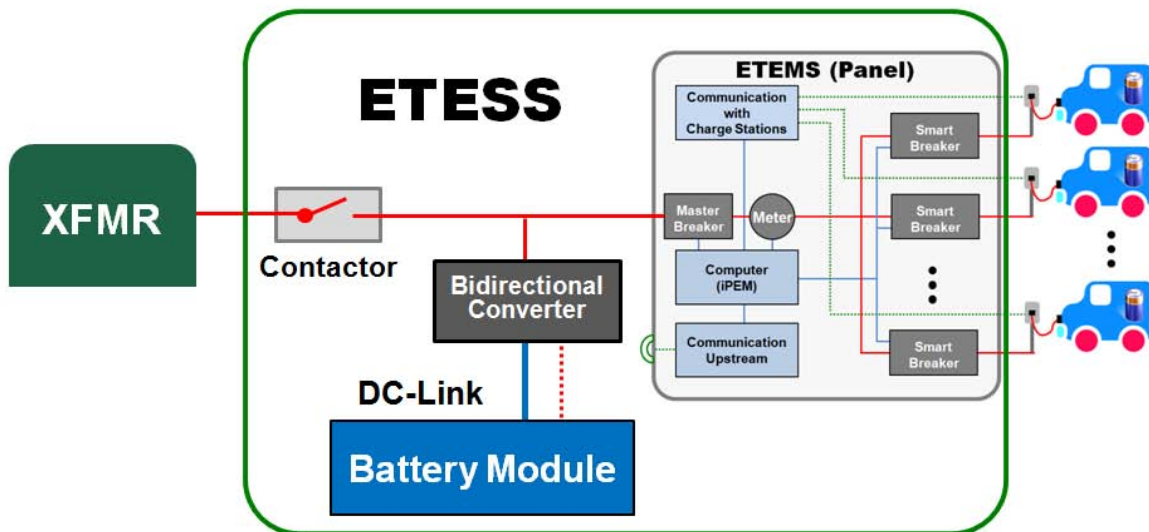 ETESS
ETEMS (Panel)
Communication
with
Charge Stations
Smart
Breaker
XFMR
Contactor
Master
Breaker
Meter
Smart
Breaker
Computer
(iPEM)
Bidirectional
Converter
Communication
Upstream
Smart
Breaker
DC-Link
Battery Module